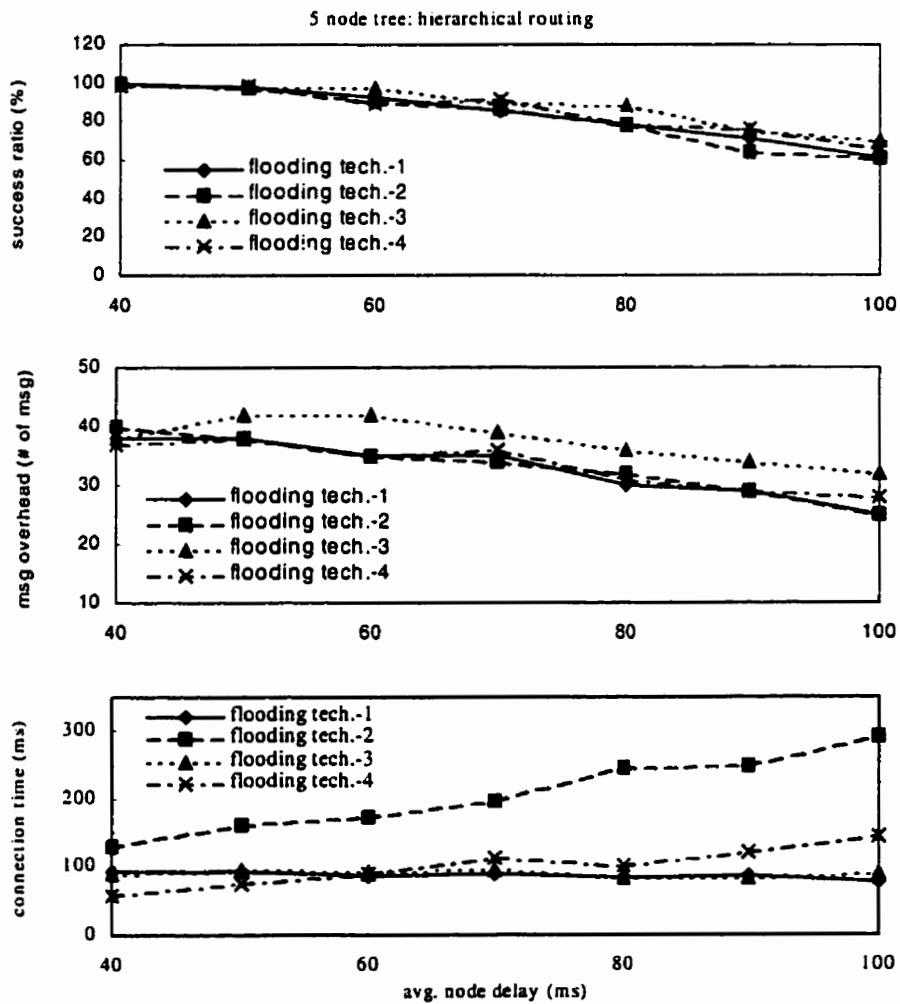 5 node tree: hierarchical routing
success ratio (%)
120
100
80
60
40
20
0
flooding tech.-1
flooding tech.-2
flooding tech.-3
flooding tech.-4
40
60
80
100
msg overhead (# of msg)
50
40
30
20
10
flooding tech.-1
flooding tech.-2
flooding tech.-3
flooding tech.-4
40
60
80
100
connection time (ms)
300
200
100
0
flooding tech.-1
flooding tech.-2
flooding tech.-3
flooding tech.-4
40
60
80
100
avg. node delay (ms)